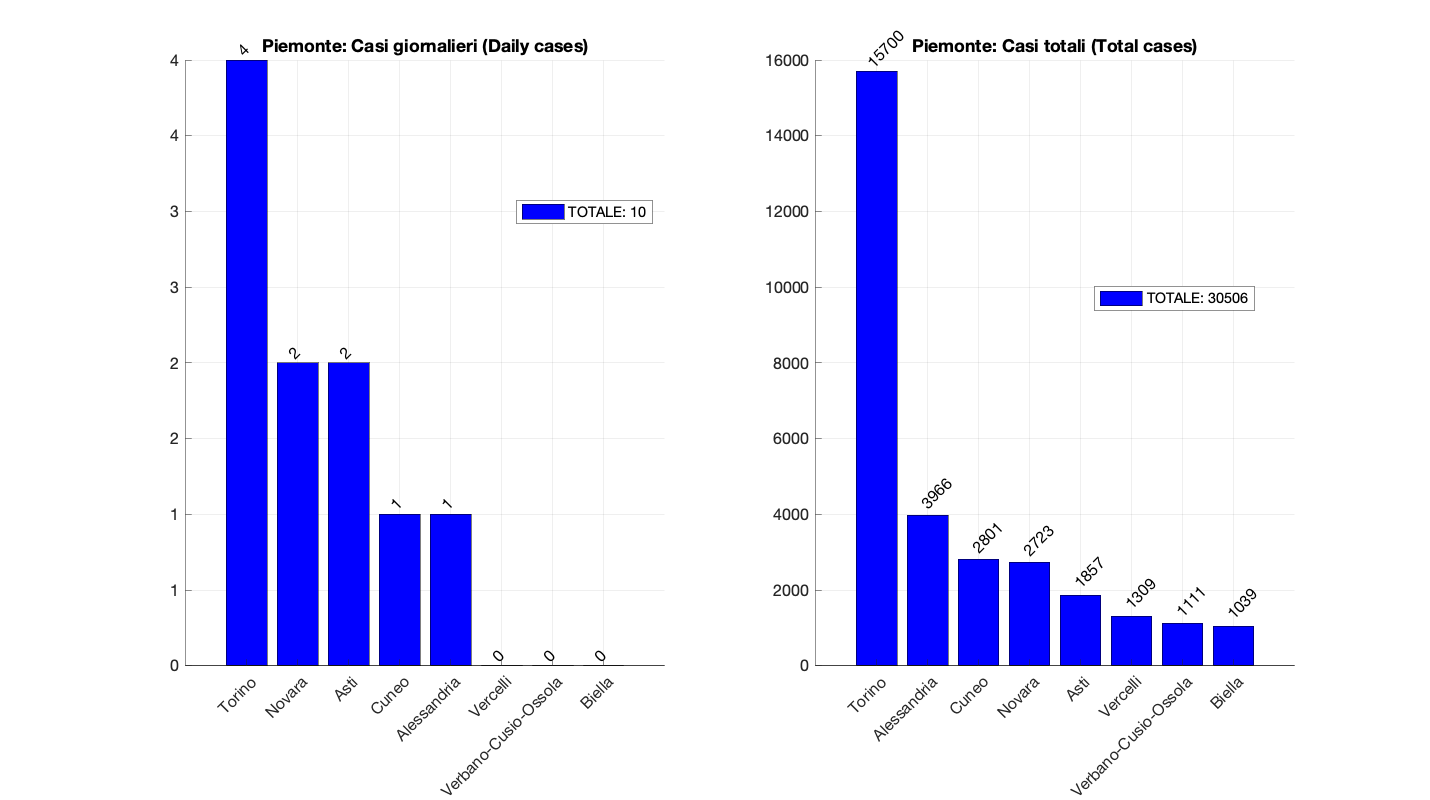 Piemonte: Casi giornalieri (Daily cases)
4
4
3
3
2
2
1
1
0
4
2
2
1
1
0
0
0
TOTALE: 10
Torino
Novara
Asti
Cuneo
Alessandria
Vercelli
Verbano-Cusio-Ossola
Biella
Piemonte: Casi totali (Total cases)
16000
14000
12000
10000
8000
6000
4000
2000
0
15700
3966
2801
2723
1857
1309
1111
1039
TOTALE: 30506
Torino
Alessandria
Cuneo
Novara
Asti
Vercelli
Verbano-Cusio-Ossola
Biella